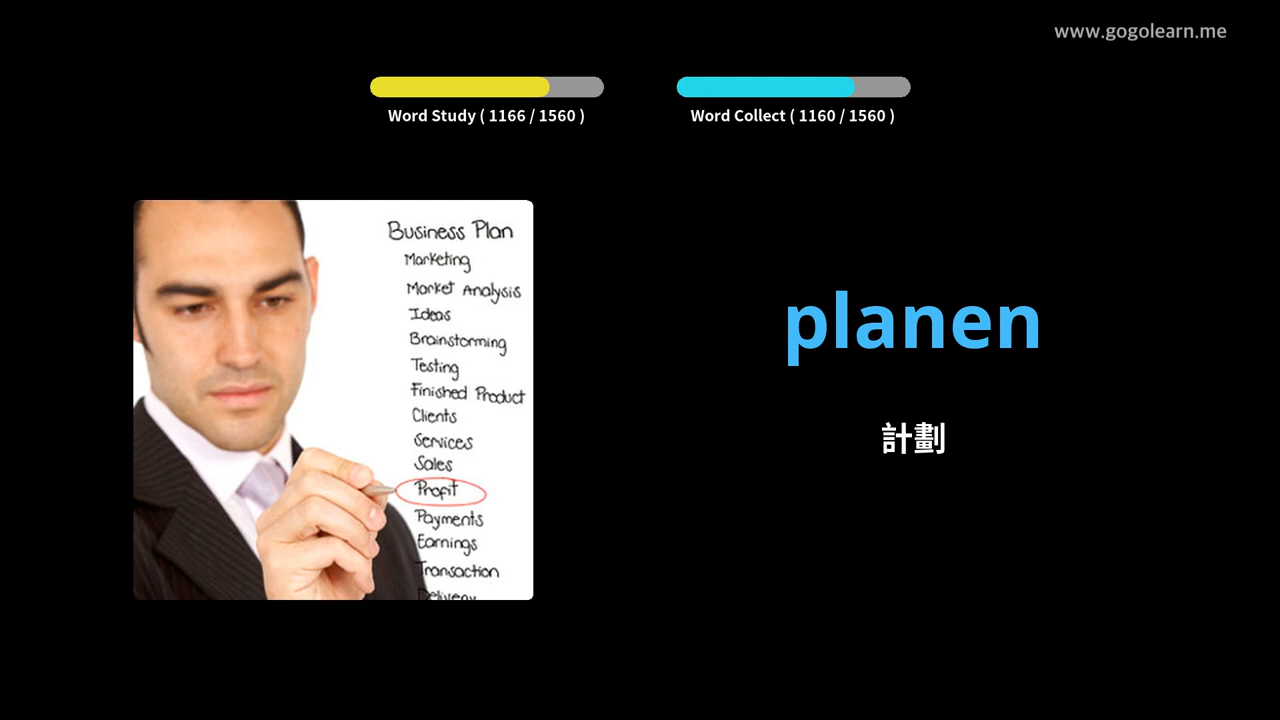 www.gogolearn.me
Word Study ( 1166 / 1560 )
Word Collect ( 1160 / 1560 )
Business Plan
Marketing
Market Analysis
Ideas
Brainstorming
Testing
Finished Product
Clients
Services
Sales
Profit
Payments
Earnings
Transaction
Delivery
planen
計劃